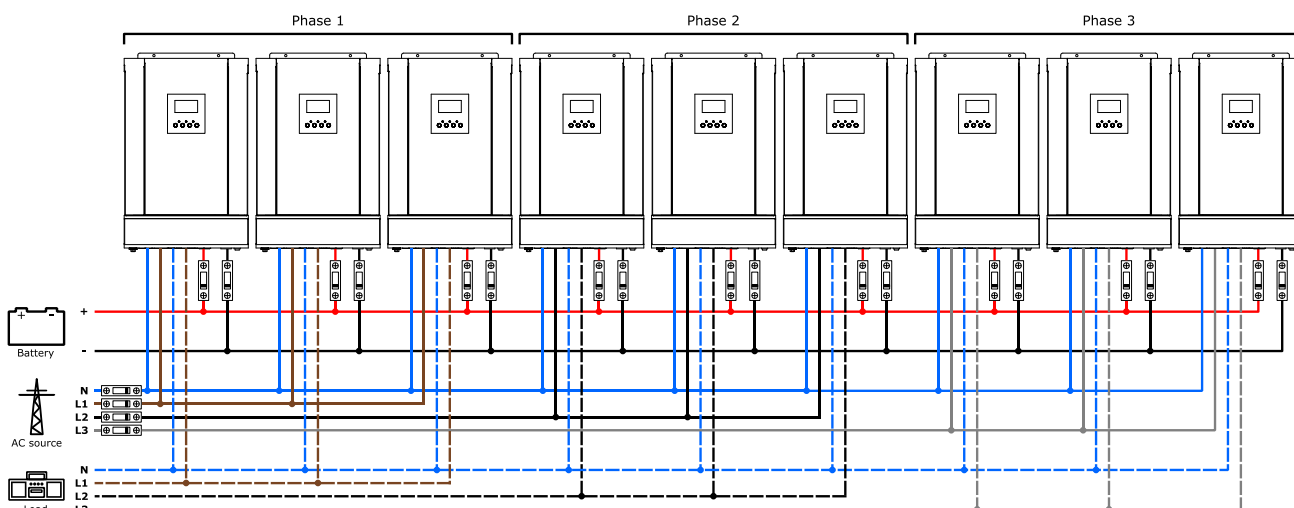 Phase 1 Phase 2 Phase 3
+
+ -
Battery
-
N
L1
L2
L3
AC source
N
L1
L2